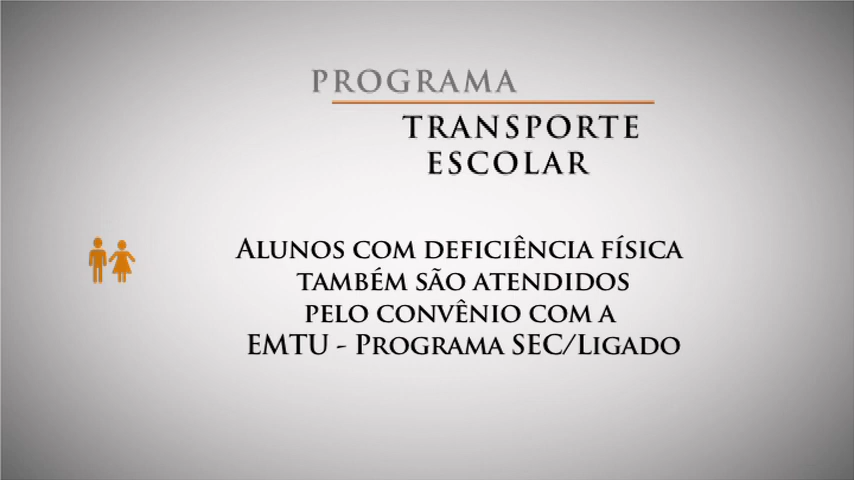 PROGRAMA
TRANSPORTE
ESCOLAR
ALUNOS COM DEFICIÊNCIA FÍSICA
TAMBÉM SÃO ATENDIDOS
PELO CONVÊNIO COM A
EMTU - PROGRAMA SEC/LIGADO